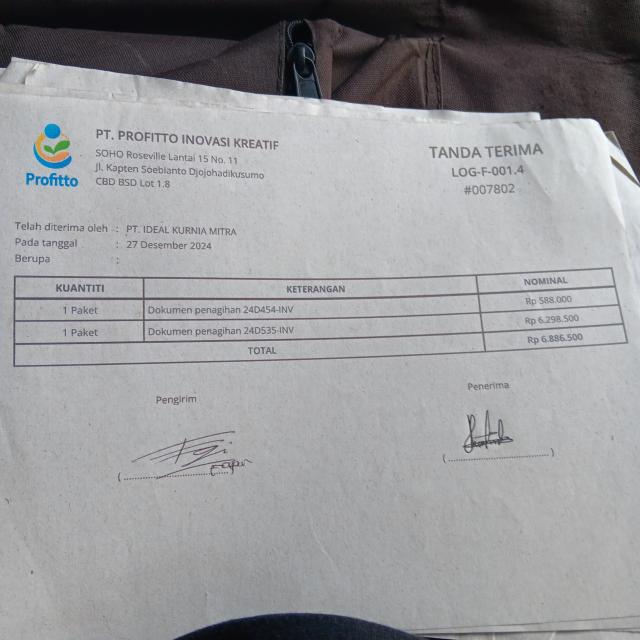 Profitto
PT. PROFITTO INOVASI KREATIF
SOHO Roseville Lantai 15 No. 11
Jl. Kapten Soebianto Djojohadikusumo
CBD BSD Lot 1.8
TANDA TERIMA
LOG-F-001.4
#007802
Telah diterima oleh : PT. IDEAL KURNIA MITRA
Pada tanggal : 27 Desember 2024
Berupa :
KUANTITI KETERANGAN NOMINAL
1 Paket Dokumen penagihan 24D454-INV Rp 588.000
1 Paket Dokumen penagihan 24D535-INV Rp 6.298.500
TOTAL Rp 6.886.500
Pengirim Penerima